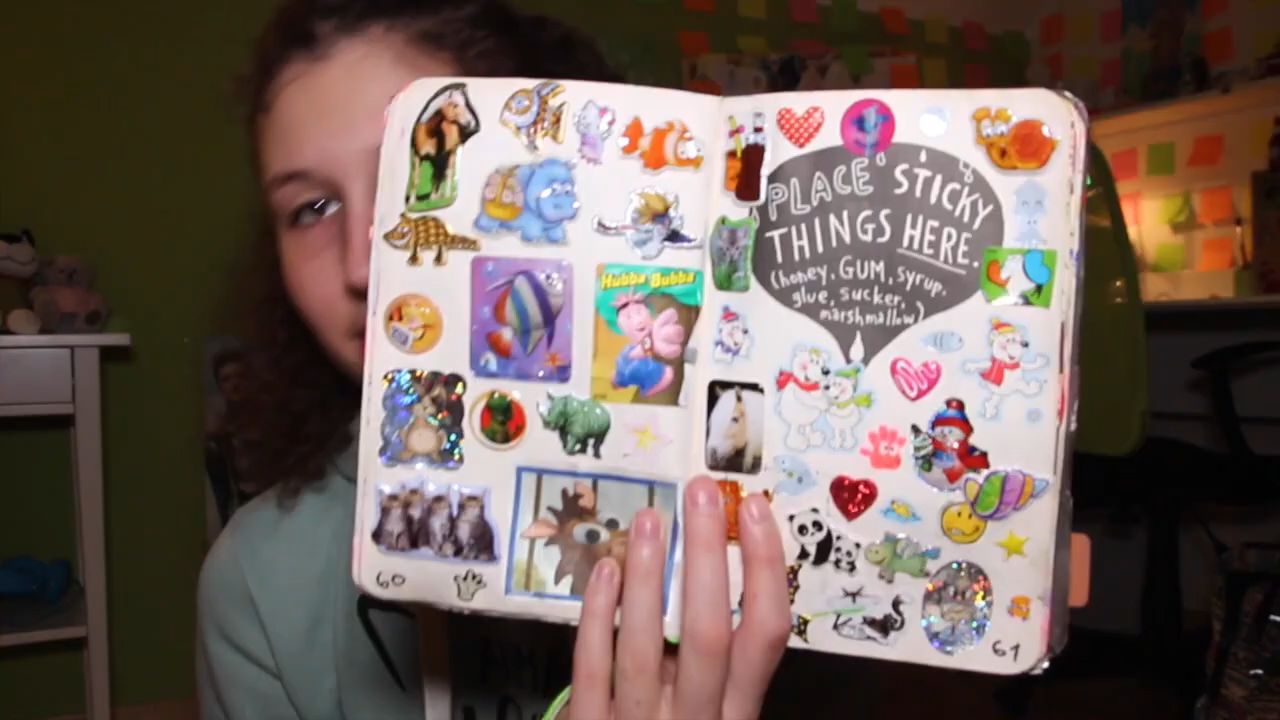 Hubba Bubba
PLACE STICKY
THINGS HERE.
(honey, GUM, syrup,
glue, sucker,
marshmallow)
60
61